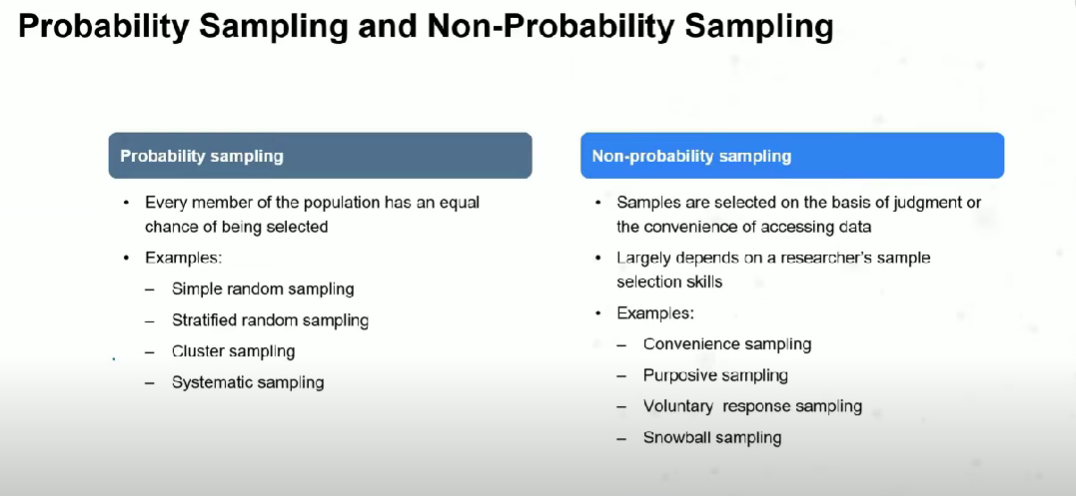 Probability Sampling and Non-Probability Sampling
Probability sampling
• Every member of the population has an equal
chance of being selected
• Examples:
– Simple random sampling
– Stratified random sampling
– Cluster sampling
– Systematic sampling
Non-probability sampling
• Samples are selected on the basis of judgment or
the convenience of accessing data
• Largely depends on a researcher's sample
selection skills
• Examples:
– Convenience sampling
– Purposive sampling
– Voluntary response sampling
– Snowball sampling